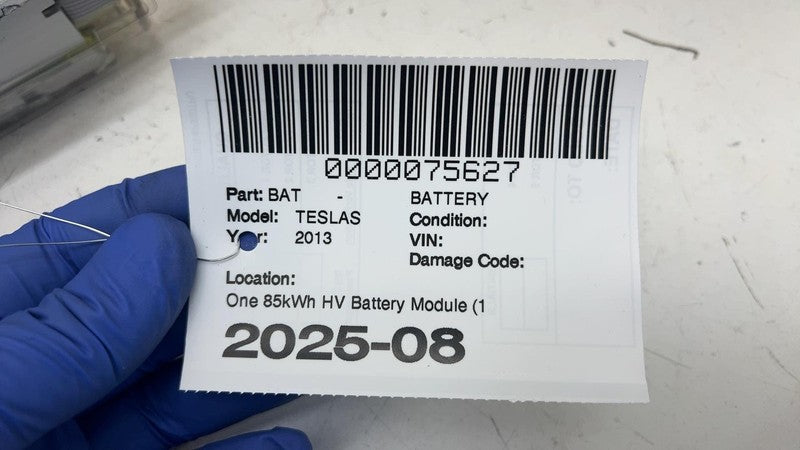 0000075627
Part: BAT - BATTERY
Model: TESLAS Condition:
Year: 2013 VIN:
Damage Code:
Location:
One 85kWh HV Battery Module (1
2025-08